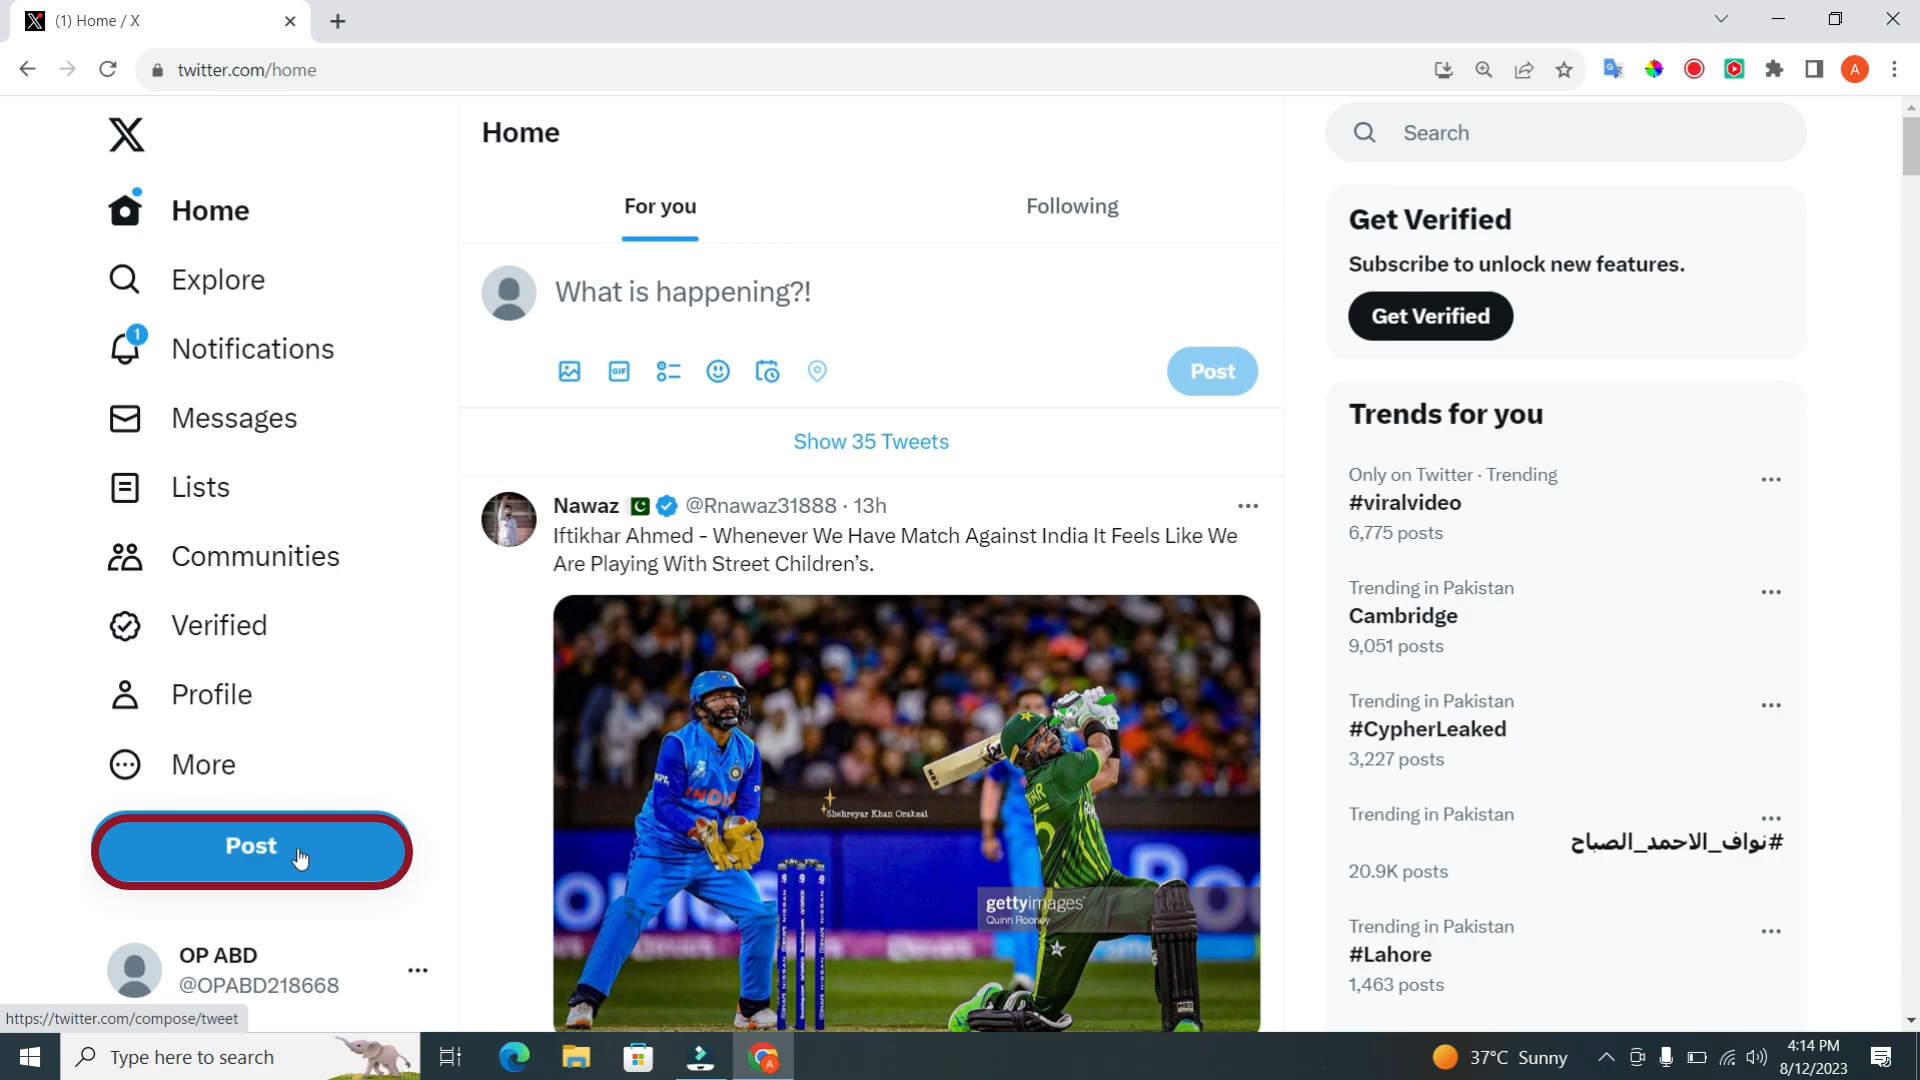 (1) Home / X
twitter.com/home
A
Home
Explore
1
Notifications
Messages
Lists
Communities
Verified
Profile
More
Post
OP ABD
@OPABD218668
https://twitter.com/compose/tweet
Home
For you
Following
What is happening?!
GIF
Post
Show 35 Tweets
Nawaz @Rnawaz31888 · 13h
Iftikhar Ahmed - Whenever We Have Match Against India It Feels Like We
Are Playing With Street Children’s.
Shehreyar Khan Orakzai
gettyimages
Quinn Rooney
Search
Get Verified
Subscribe to unlock new features.
Get Verified
Trends for you
Only on Twitter · Trending
#viralvideo
6,775 posts
Trending in Pakistan
Cambridge
9,051 posts
Trending in Pakistan
#CypherLeaked
3,227 posts
Trending in Pakistan
#نواف_الاحمد_الصباح
20.9K posts
Trending in Pakistan
#Lahore
1,463 posts
Type here to search
37°C Sunny
4:14 PM
8/12/2023